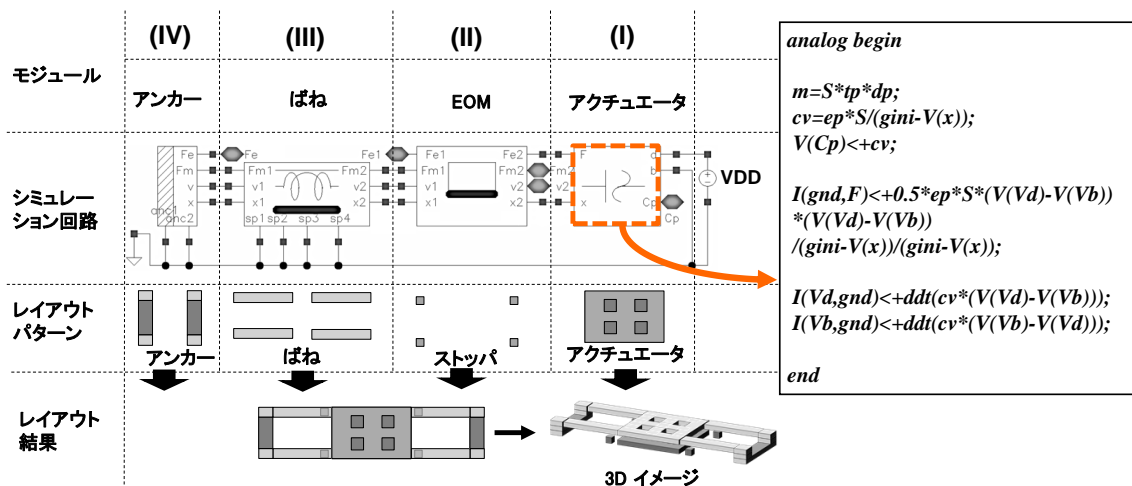 (IV) (III) (II) (I)
モジュール
アンカー ばね EOM アクチュエータ
シミュレーション回路
Fe Fe Fe1 Fe1 Fe2 F d
Fm Fm1 Fm2 Fm1 Fm2 Fm2 b
v v1 v2 v1 v2 v2 VDD
x x1 x2 x1 x2 x Cp
anc1 sp1 sp2 sp3 sp4 Cp
anc2
レイアウト
パターン
アンカー ばね ストッパ アクチュエータ
レイアウト
結果
3D イメージ
analog begin
m=S*tp*dp;
cv=ep*S/(gini-V(x));
V(Cp)<+cv;
I(gnd,F)<+0.5*ep*S*(V(Vd)-V(Vb))
*(V(Vd)-V(Vb))
/(gini-V(x))/(gini-V(x));
I(Vd,gnd)<+ddt(cv*(V(Vd)-V(Vb)));
I(Vb,gnd)<+ddt(cv*(V(Vb)-V(Vd)));
end